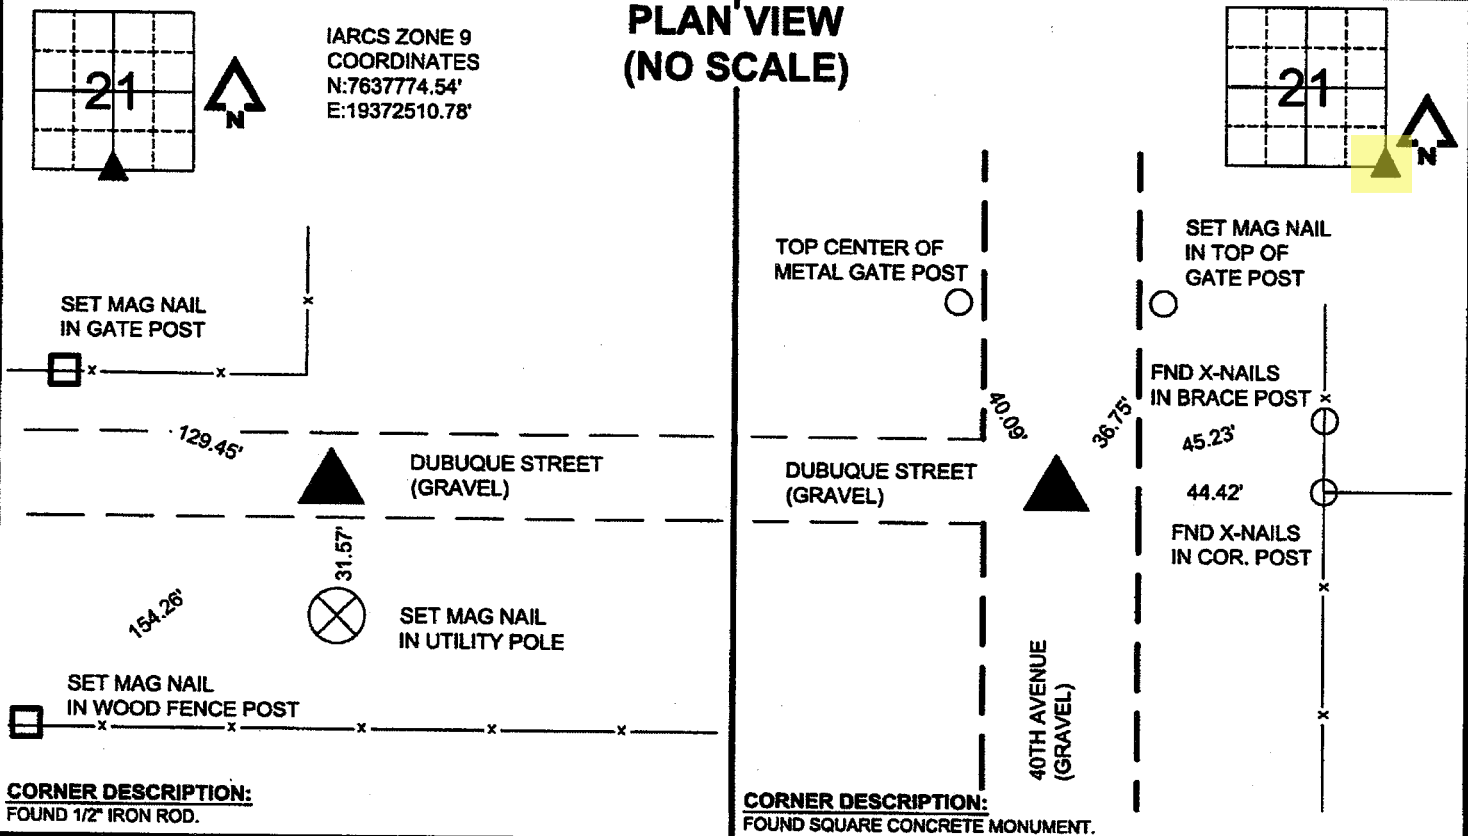 PLAN VIEW
(NO SCALE)
21
N
IARCS ZONE 9
COORDINATES
N:7637774.54'
E:19372510.78'
SET MAG NAIL
IN GATE POST
x
x
x
129.45'
DUBUQUE STREET
(GRAVEL)
31.57'
154.26'
SET MAG NAIL
IN UTILITY POLE
SET MAG NAIL
IN WOOD FENCE POST
x
x
x
x
x
CORNER DESCRIPTION:
FOUND 1/2" IRON ROD.
21
N
TOP CENTER OF
METAL GATE POST
SET MAG NAIL
IN TOP OF
GATE POST
FND X-NAILS
IN BRACE POST
x
40.09'
36.75'
45.23'
DUBUQUE STREET
(GRAVEL)
44.42'
FND X-NAILS
IN COR. POST
x
40TH AVENUE
(GRAVEL)
x
CORNER DESCRIPTION:
FOUND SQUARE CONCRETE MONUMENT.